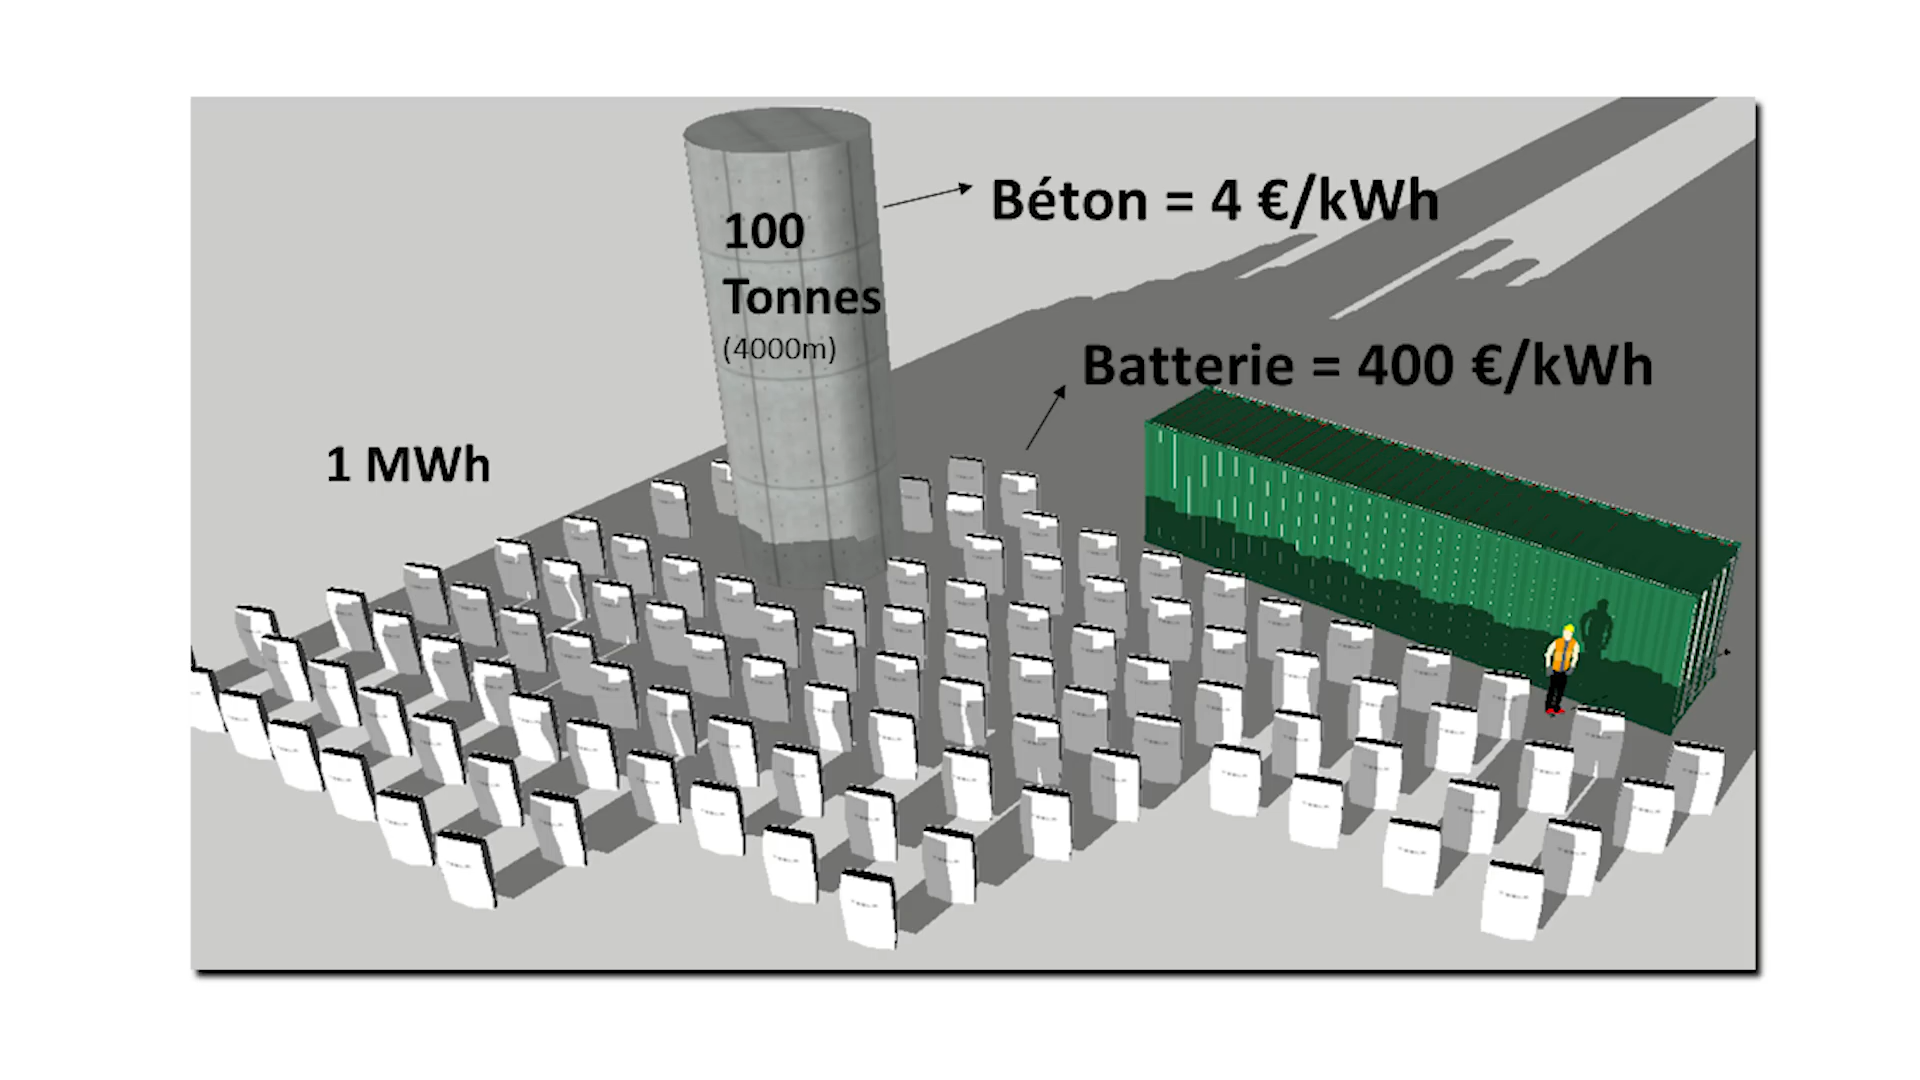 100
Tonnes
(4000m)
Béton = 4 €/kWh
Batterie = 400 €/kWh
1 MWh